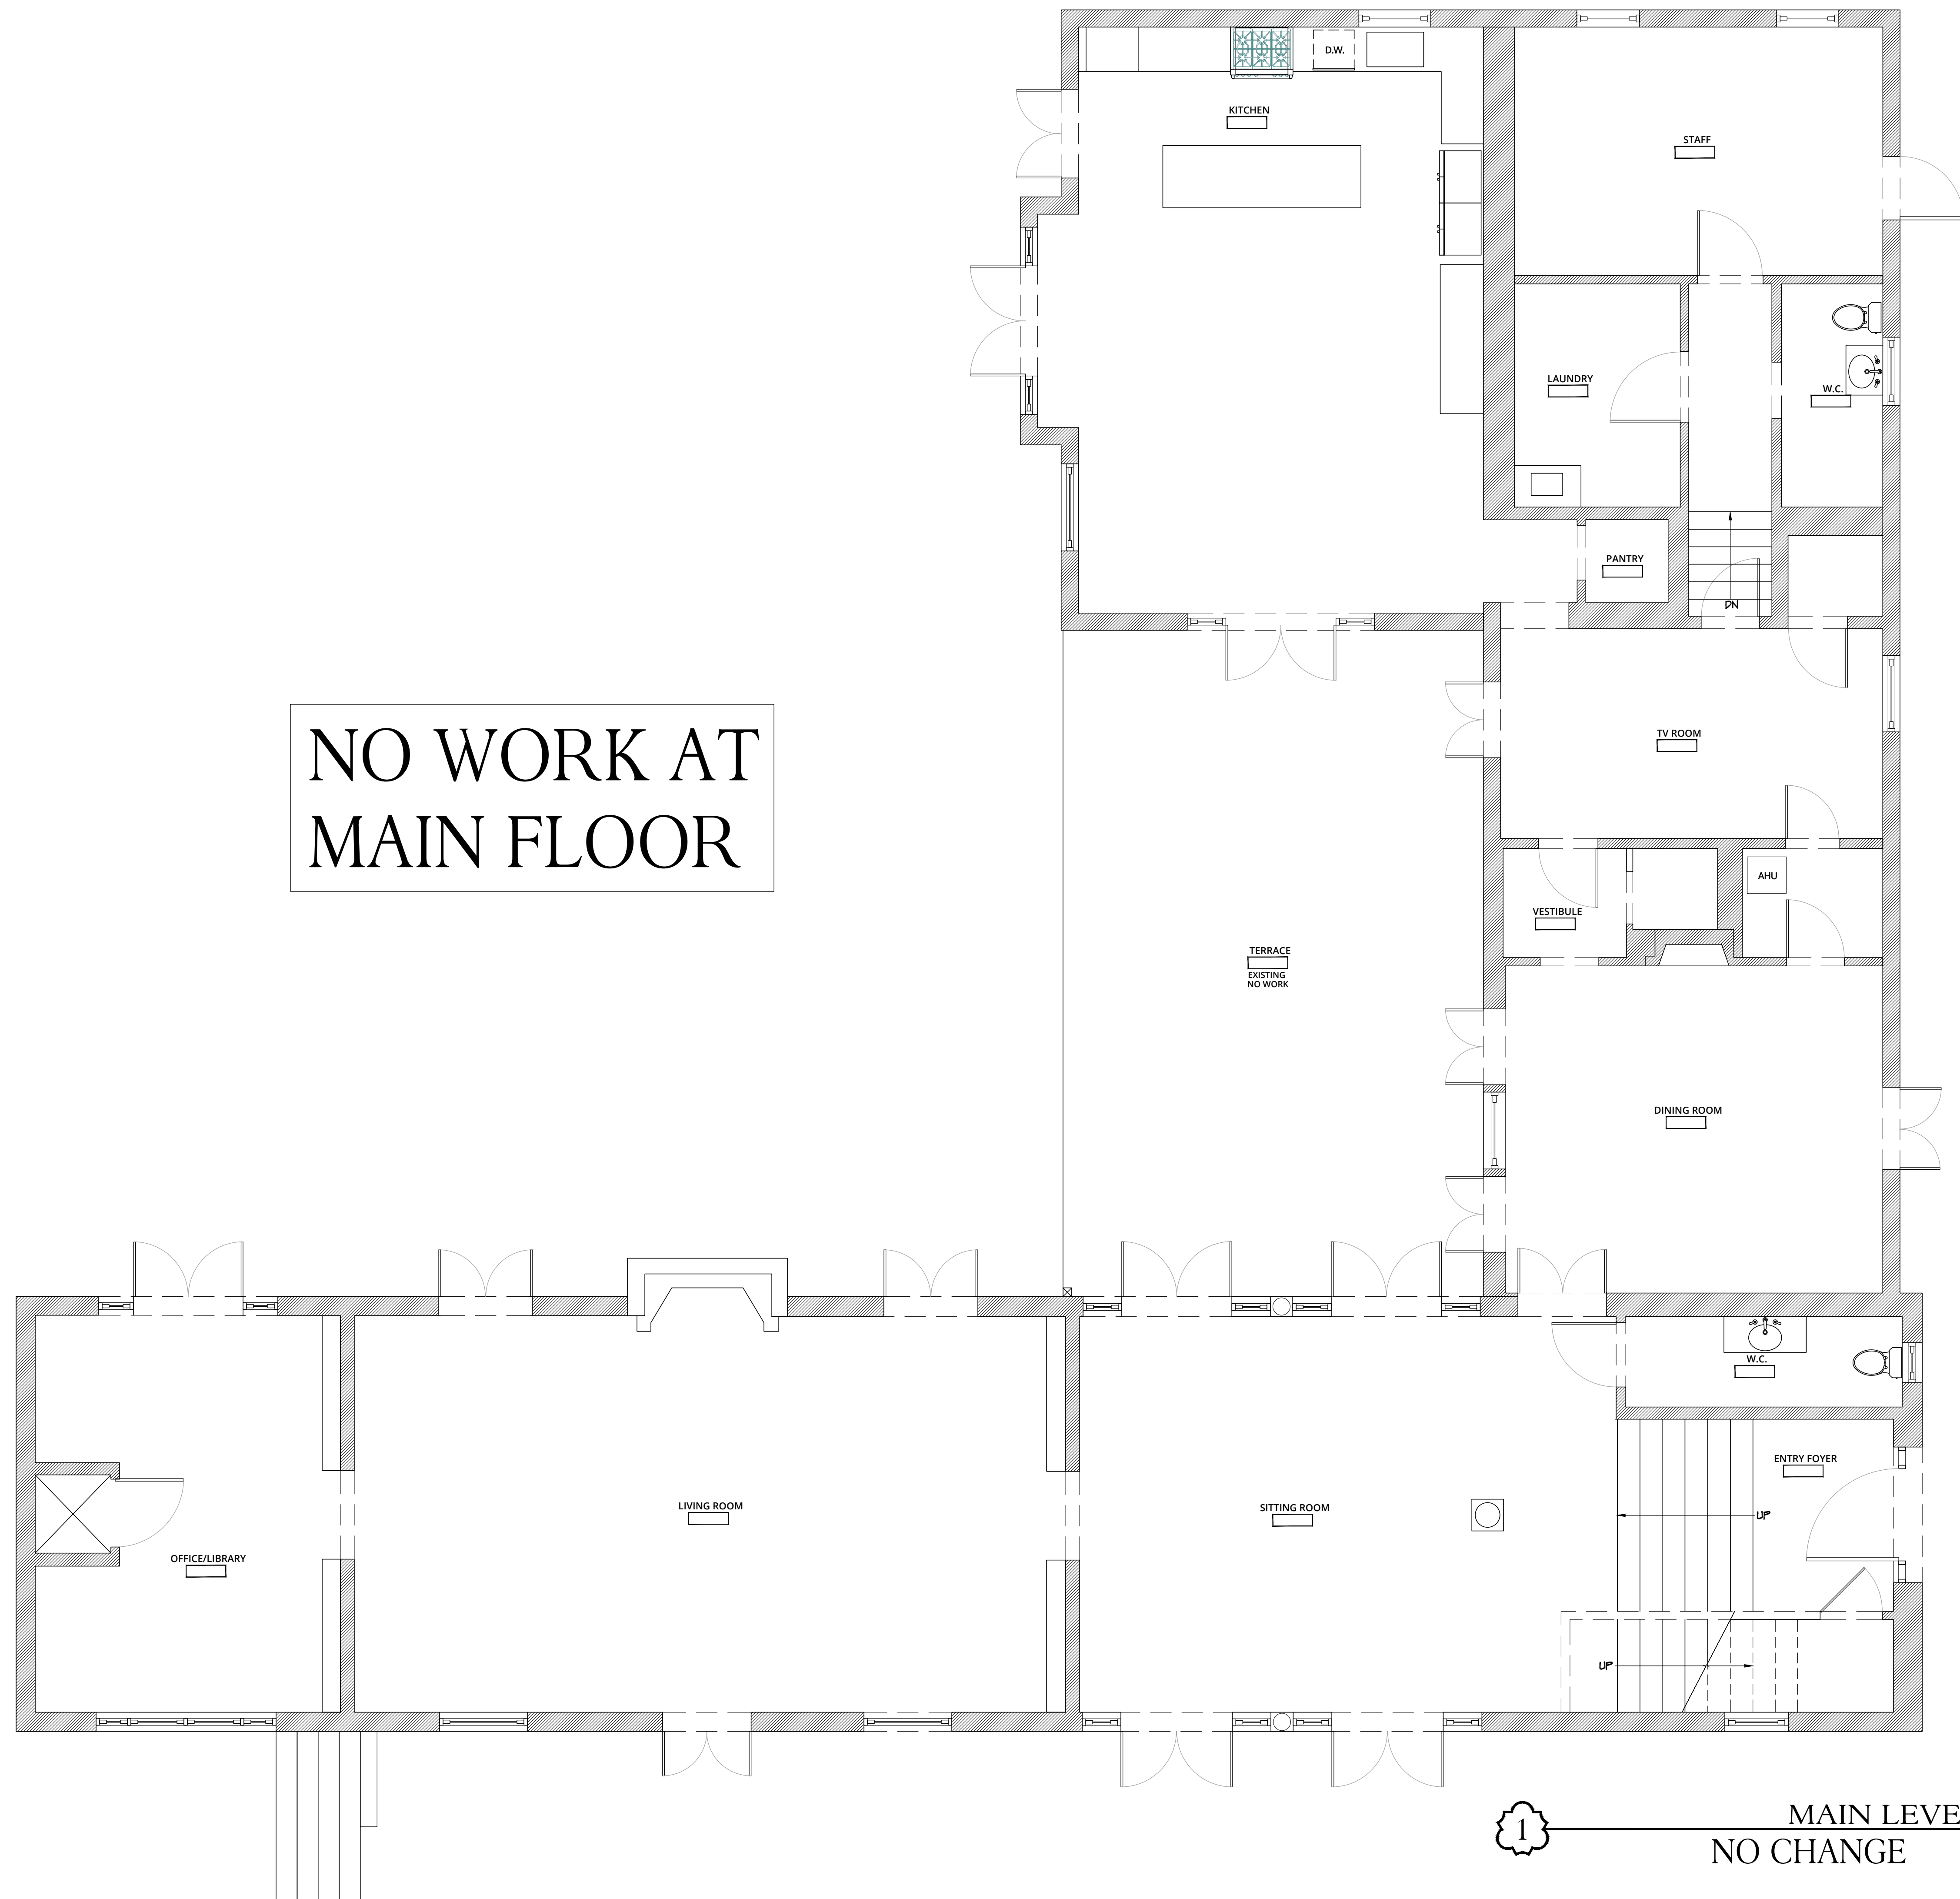 D.W.
KITCHEN
STAFF
LAUNDRY
W.C.
PANTRY
DN
NO WORK AT
MAIN FLOOR
TV ROOM
AHU
VESTIBULE
TERRACE
EXISTING
NO WORK
DINING ROOM
W.C.
ENTRY FOYER
LIVING ROOM
SITTING ROOM
UP
OFFICE/LIBRARY
UP
1
MAIN LEVE
NO CHANGE